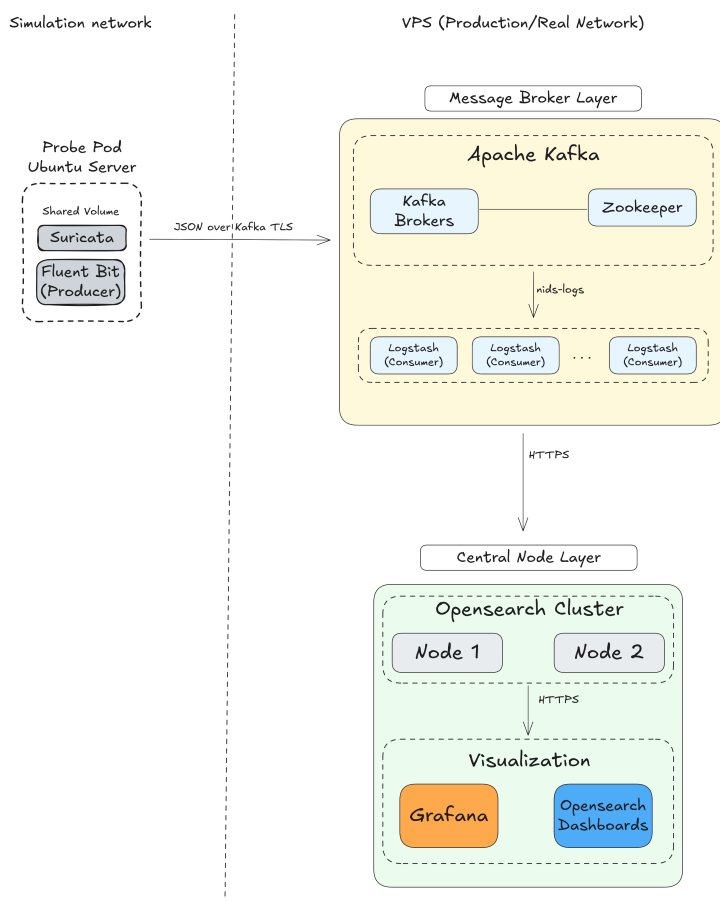 Simulation network
VPS (Production/Real Network)
Message Broker Layer
Apache Kafka
Kafka
Brokers
Zookeeper
Probe Pod
Ubuntu Server
Shared Volume
Suricata
Fluent Bit
(Producer)
JSON over Kafka TLS
nids-logs
Logstash
(Consumer)
Logstash
(Consumer)
...
Logstash
(Consumer)
HTTPS
Central Node Layer
Opensearch Cluster
Node 1
Node 2
HTTPS
Visualization
Grafana
Opensearch
Dashboards